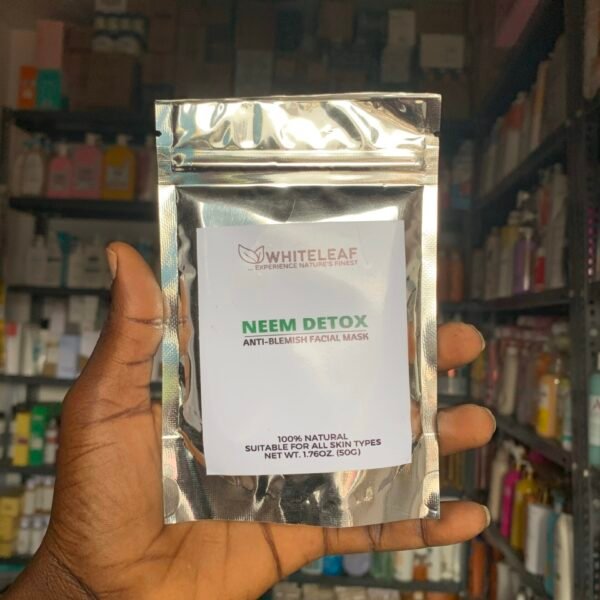 WHITELEAF
... EXPERIENCE NATURE'S FINEST
NEEM DETOX
ANTI-BLEMISH FACIAL MASK
100% NATURAL
SUITABLE FOR ALL SKIN TYPES
NET WT. 1.76OZ. (50G)